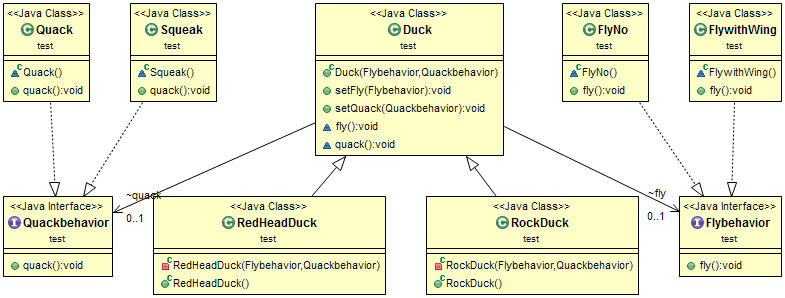 <<Java Class>>
Quack
test
Quack()
quack():void
<<Java Class>>
Squeak
test
Squeak()
quack():void
<<Java Class>>
Duck
test
Duck(Flybehavior,Quackbehavior)
setFly(Flybehavior):void
setQuack(Quackbehavior):void
fly():void
quack():void
<<Java Class>>
FlyNo
test
FlyNo()
fly():void
<<Java Class>>
FlywithWing
test
FlywithWing()
fly():void
~quack
0..1
~fly
0..1
<<Java Interface>>
Quackbehavior
test
quack():void
<<Java Class>>
RedHeadDuck
test
RedHeadDuck(Flybehavior,Quackbehavior)
RedHeadDuck()
<<Java Class>>
RockDuck
test
RockDuck(Flybehavior,Quackbehavior)
RockDuck()
<<Java Interface>>
Flybehavior
test
fly():void